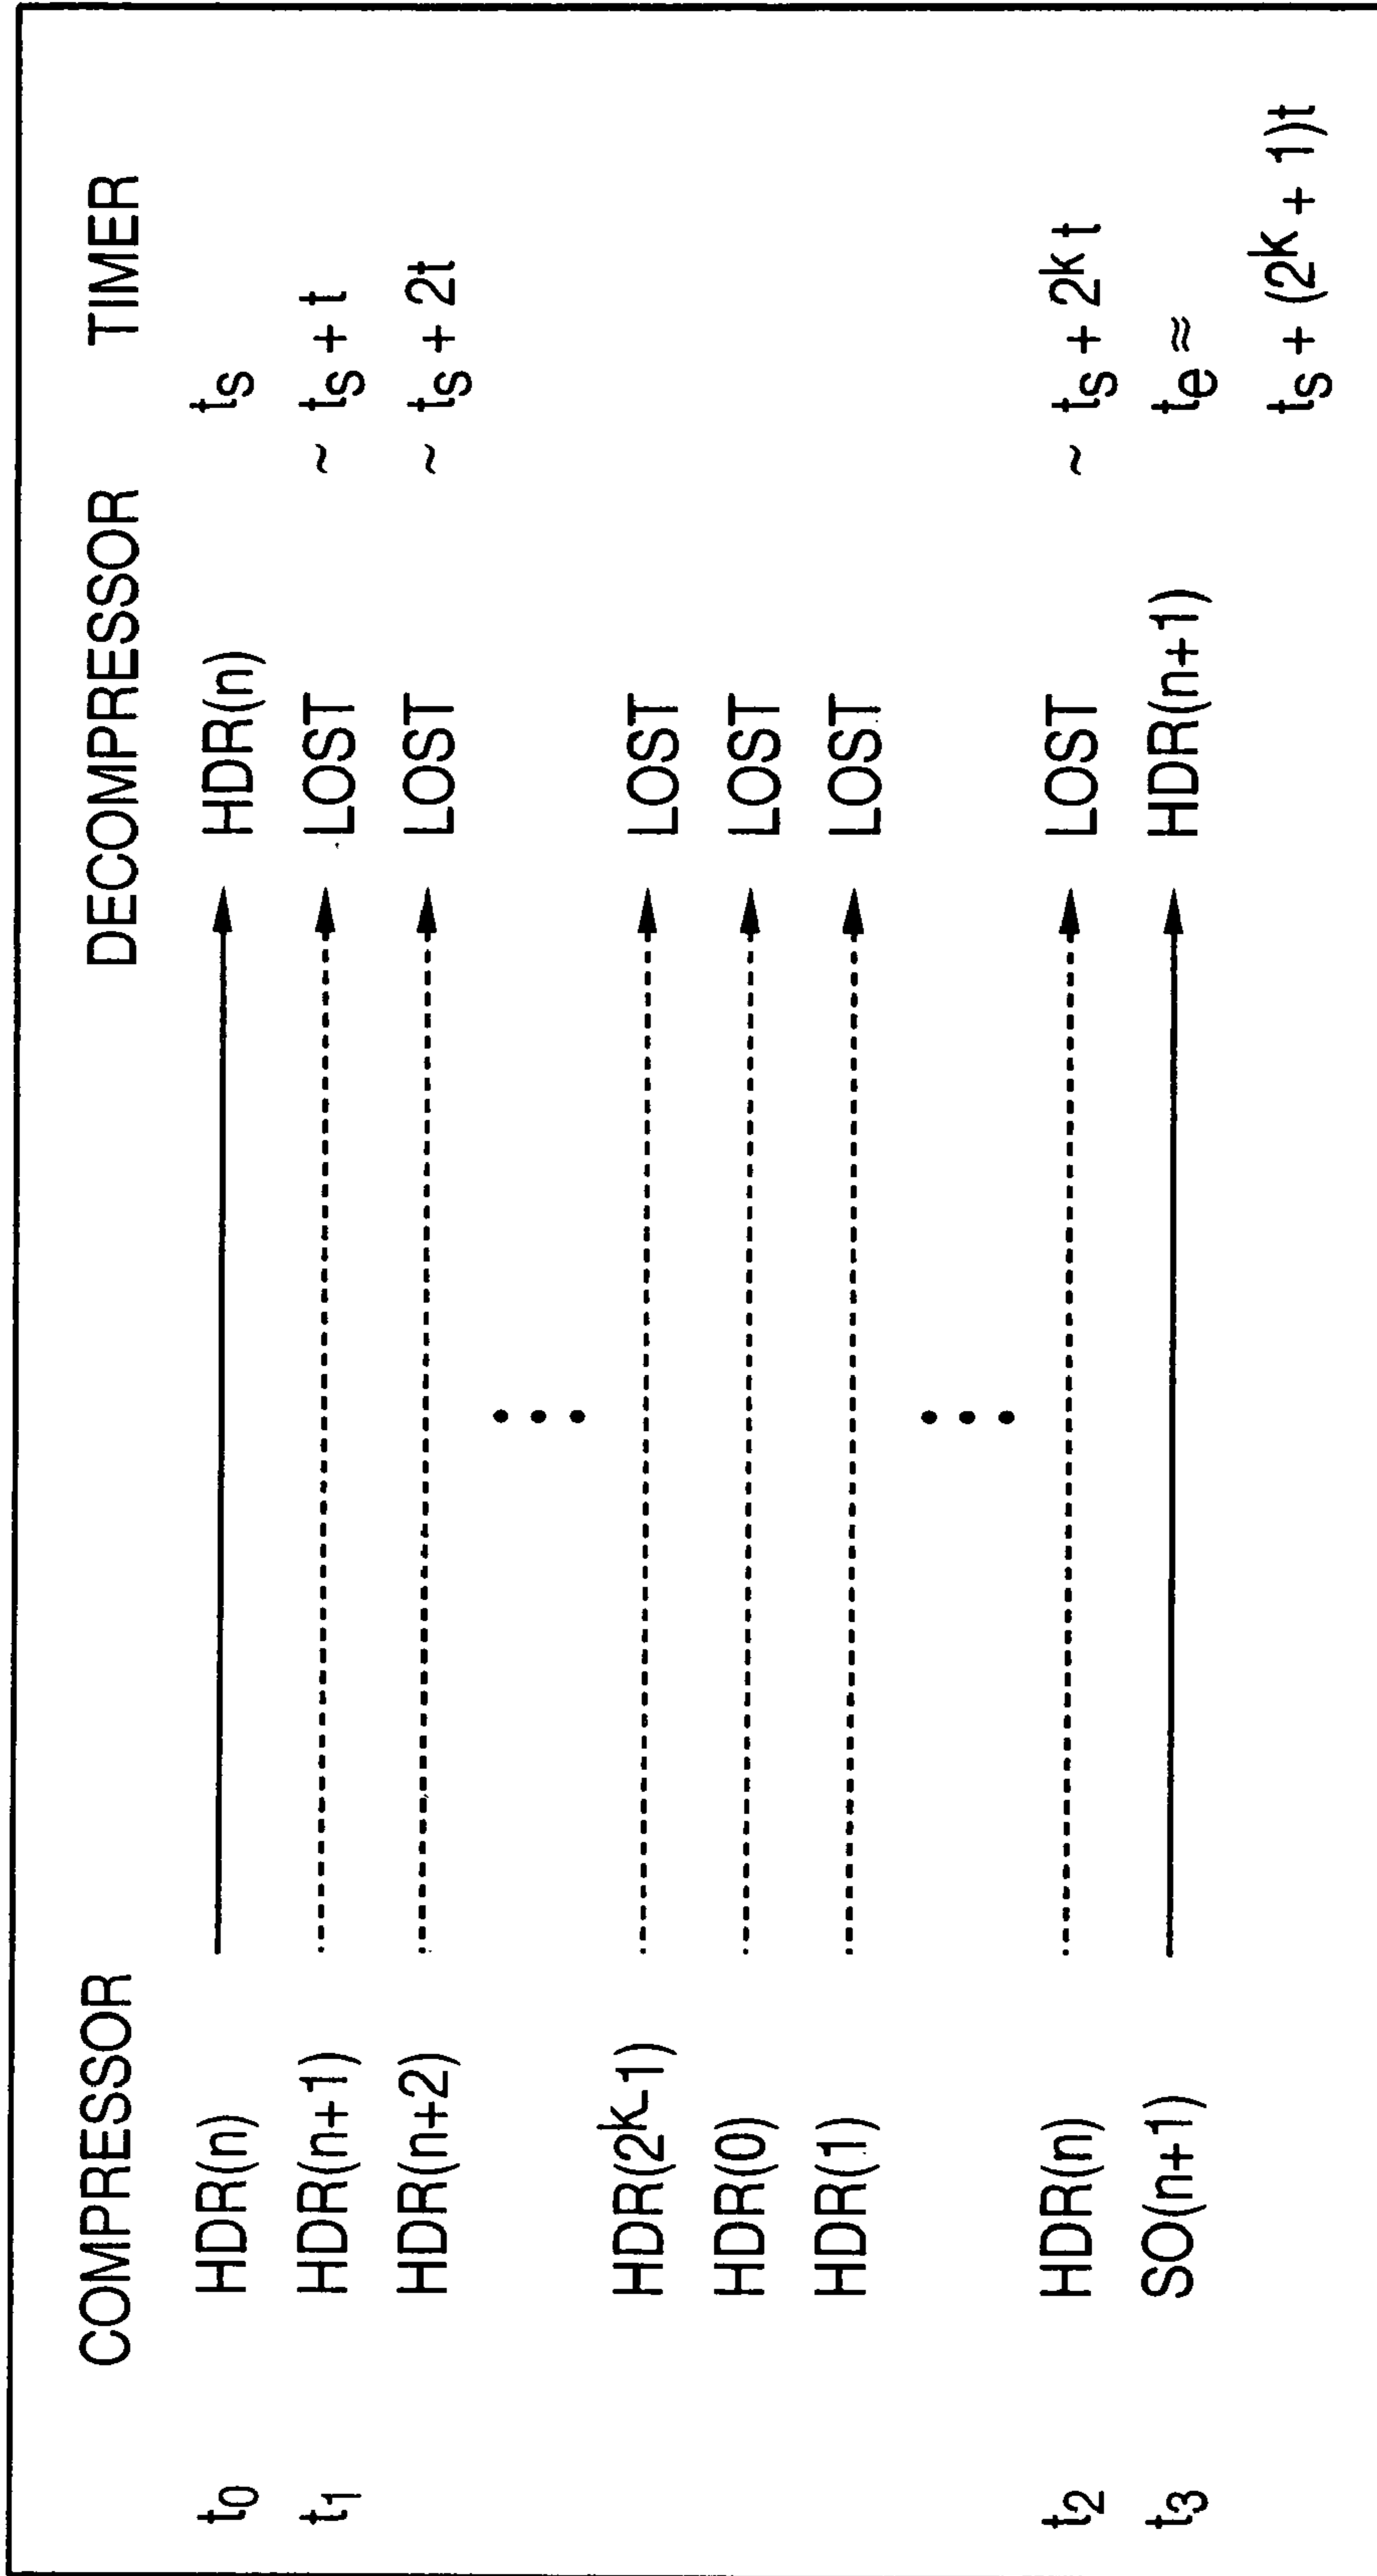 COMPRESSOR DECOMPRESSOR TIMER
t₀ HDR(n) HDR(n) tₛ
t₁ HDR(n+1) LOST ~ tₛ + t
HDR(n+2) LOST ~ tₛ + 2t
HDR(2ᵏ-1) LOST
HDR(0) LOST
HDR(1) LOST
t₂ HDR(n) LOST ~ tₛ + 2ᵏ t
t₃ SO(n+1) HDR(n+1) tₑ ≈
tₛ + (2ᵏ + 1)t